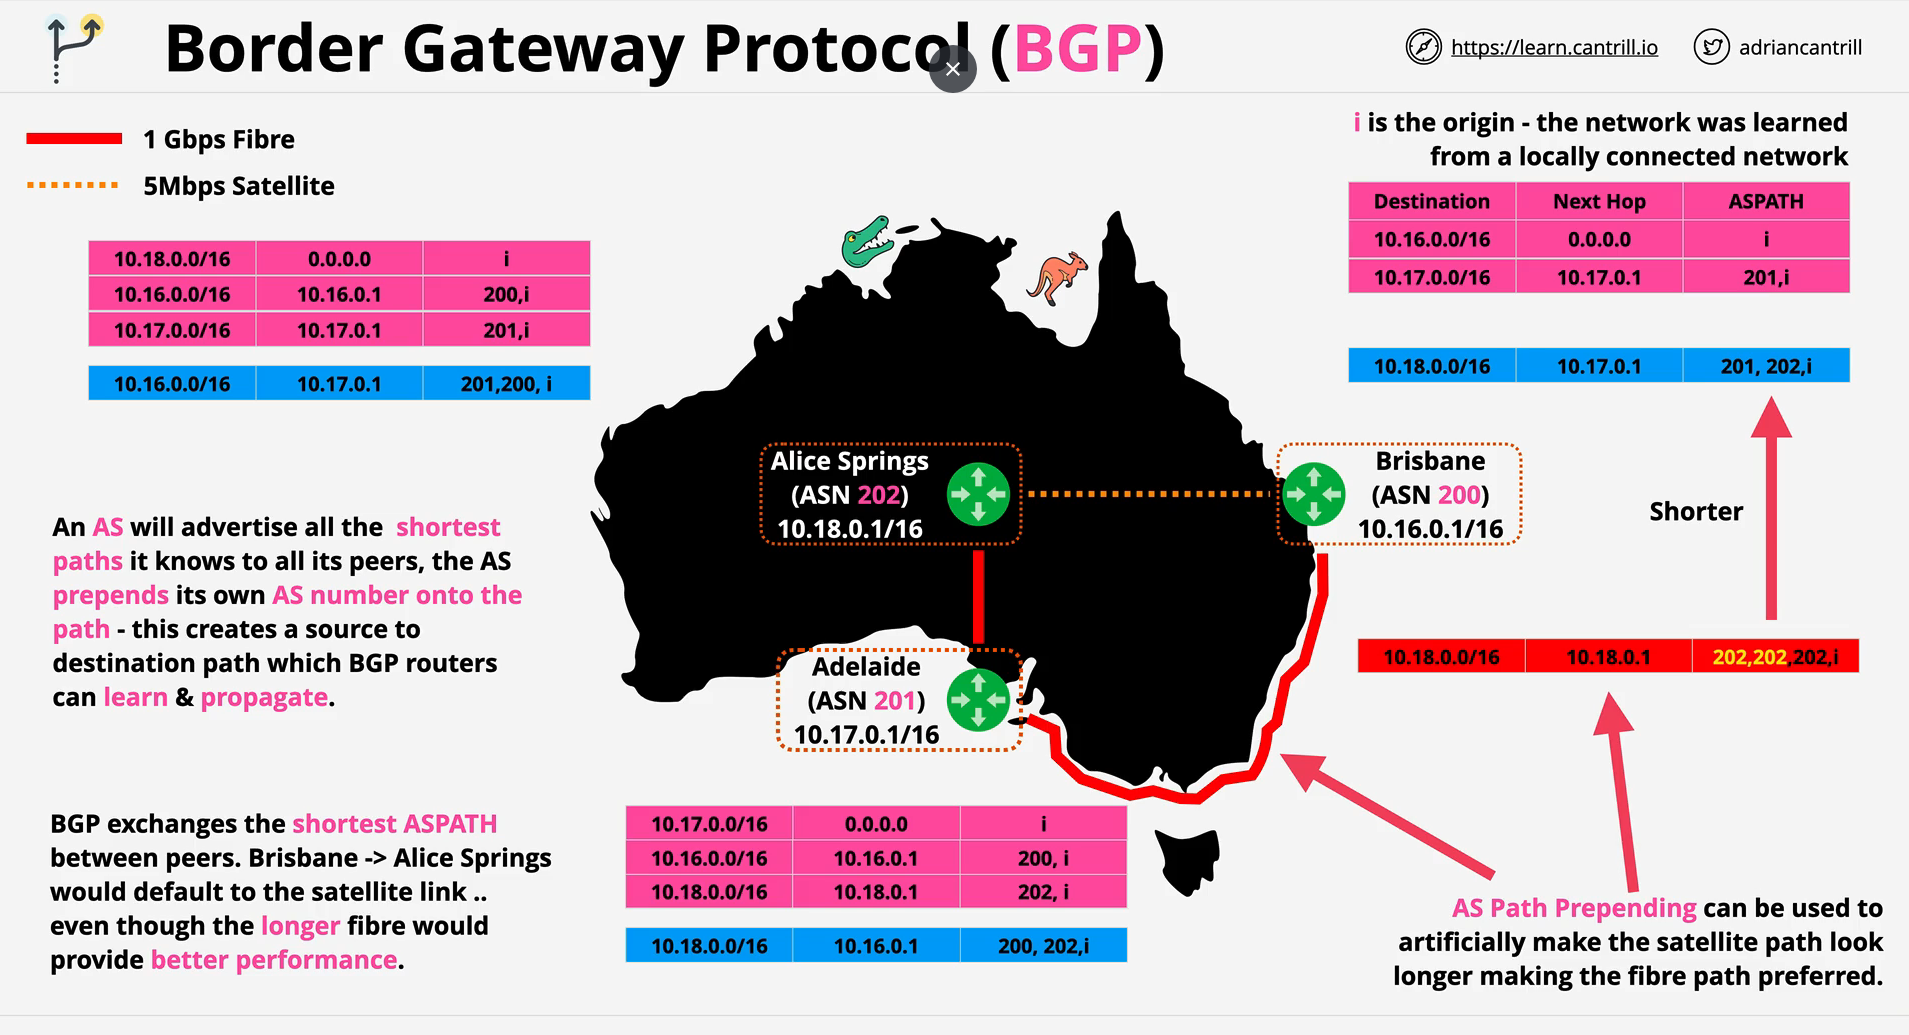 Border Gateway Protocol (BGP)
https://learn.cantrill.io
adriancantrill
1 Gbps Fibre
5Mbps Satellite
i is the origin - the network was learned
from a locally connected network
Destination Next Hop ASPATH
10.16.0.0/16 0.0.0.0 i
10.17.0.0/16 10.17.0.1 201,i
10.18.0.0/16 10.17.0.1 201, 202,i
10.18.0.0/16 0.0.0.0 i
10.16.0.0/16 10.16.0.1 200,i
10.17.0.0/16 10.17.0.1 201,i
10.16.0.0/16 10.17.0.1 201,200, i
Alice Springs
(ASN 202)
10.18.0.1/16
Brisbane
(ASN 200)
10.16.0.1/16
Shorter
An AS will advertise all the shortest
paths it knows to all its peers, the AS
prepends its own AS number onto the
path - this creates a source to
destination path which BGP routers
can learn & propagate.
Adelaide
(ASN 201)
10.17.0.1/16
10.18.0.0/16 10.18.0.1 202,202,202,i
BGP exchanges the shortest ASPATH
between peers. Brisbane -> Alice Springs
would default to the satellite link ..
even though the longer fibre would
provide better performance.
10.17.0.0/16 0.0.0.0 i
10.16.0.0/16 10.16.0.1 200, i
10.18.0.0/16 10.18.0.1 202, i
10.18.0.0/16 10.16.0.1 200, 202,i
AS Path Prepending can be used to
artificially make the satellite path look
longer making the fibre path preferred.